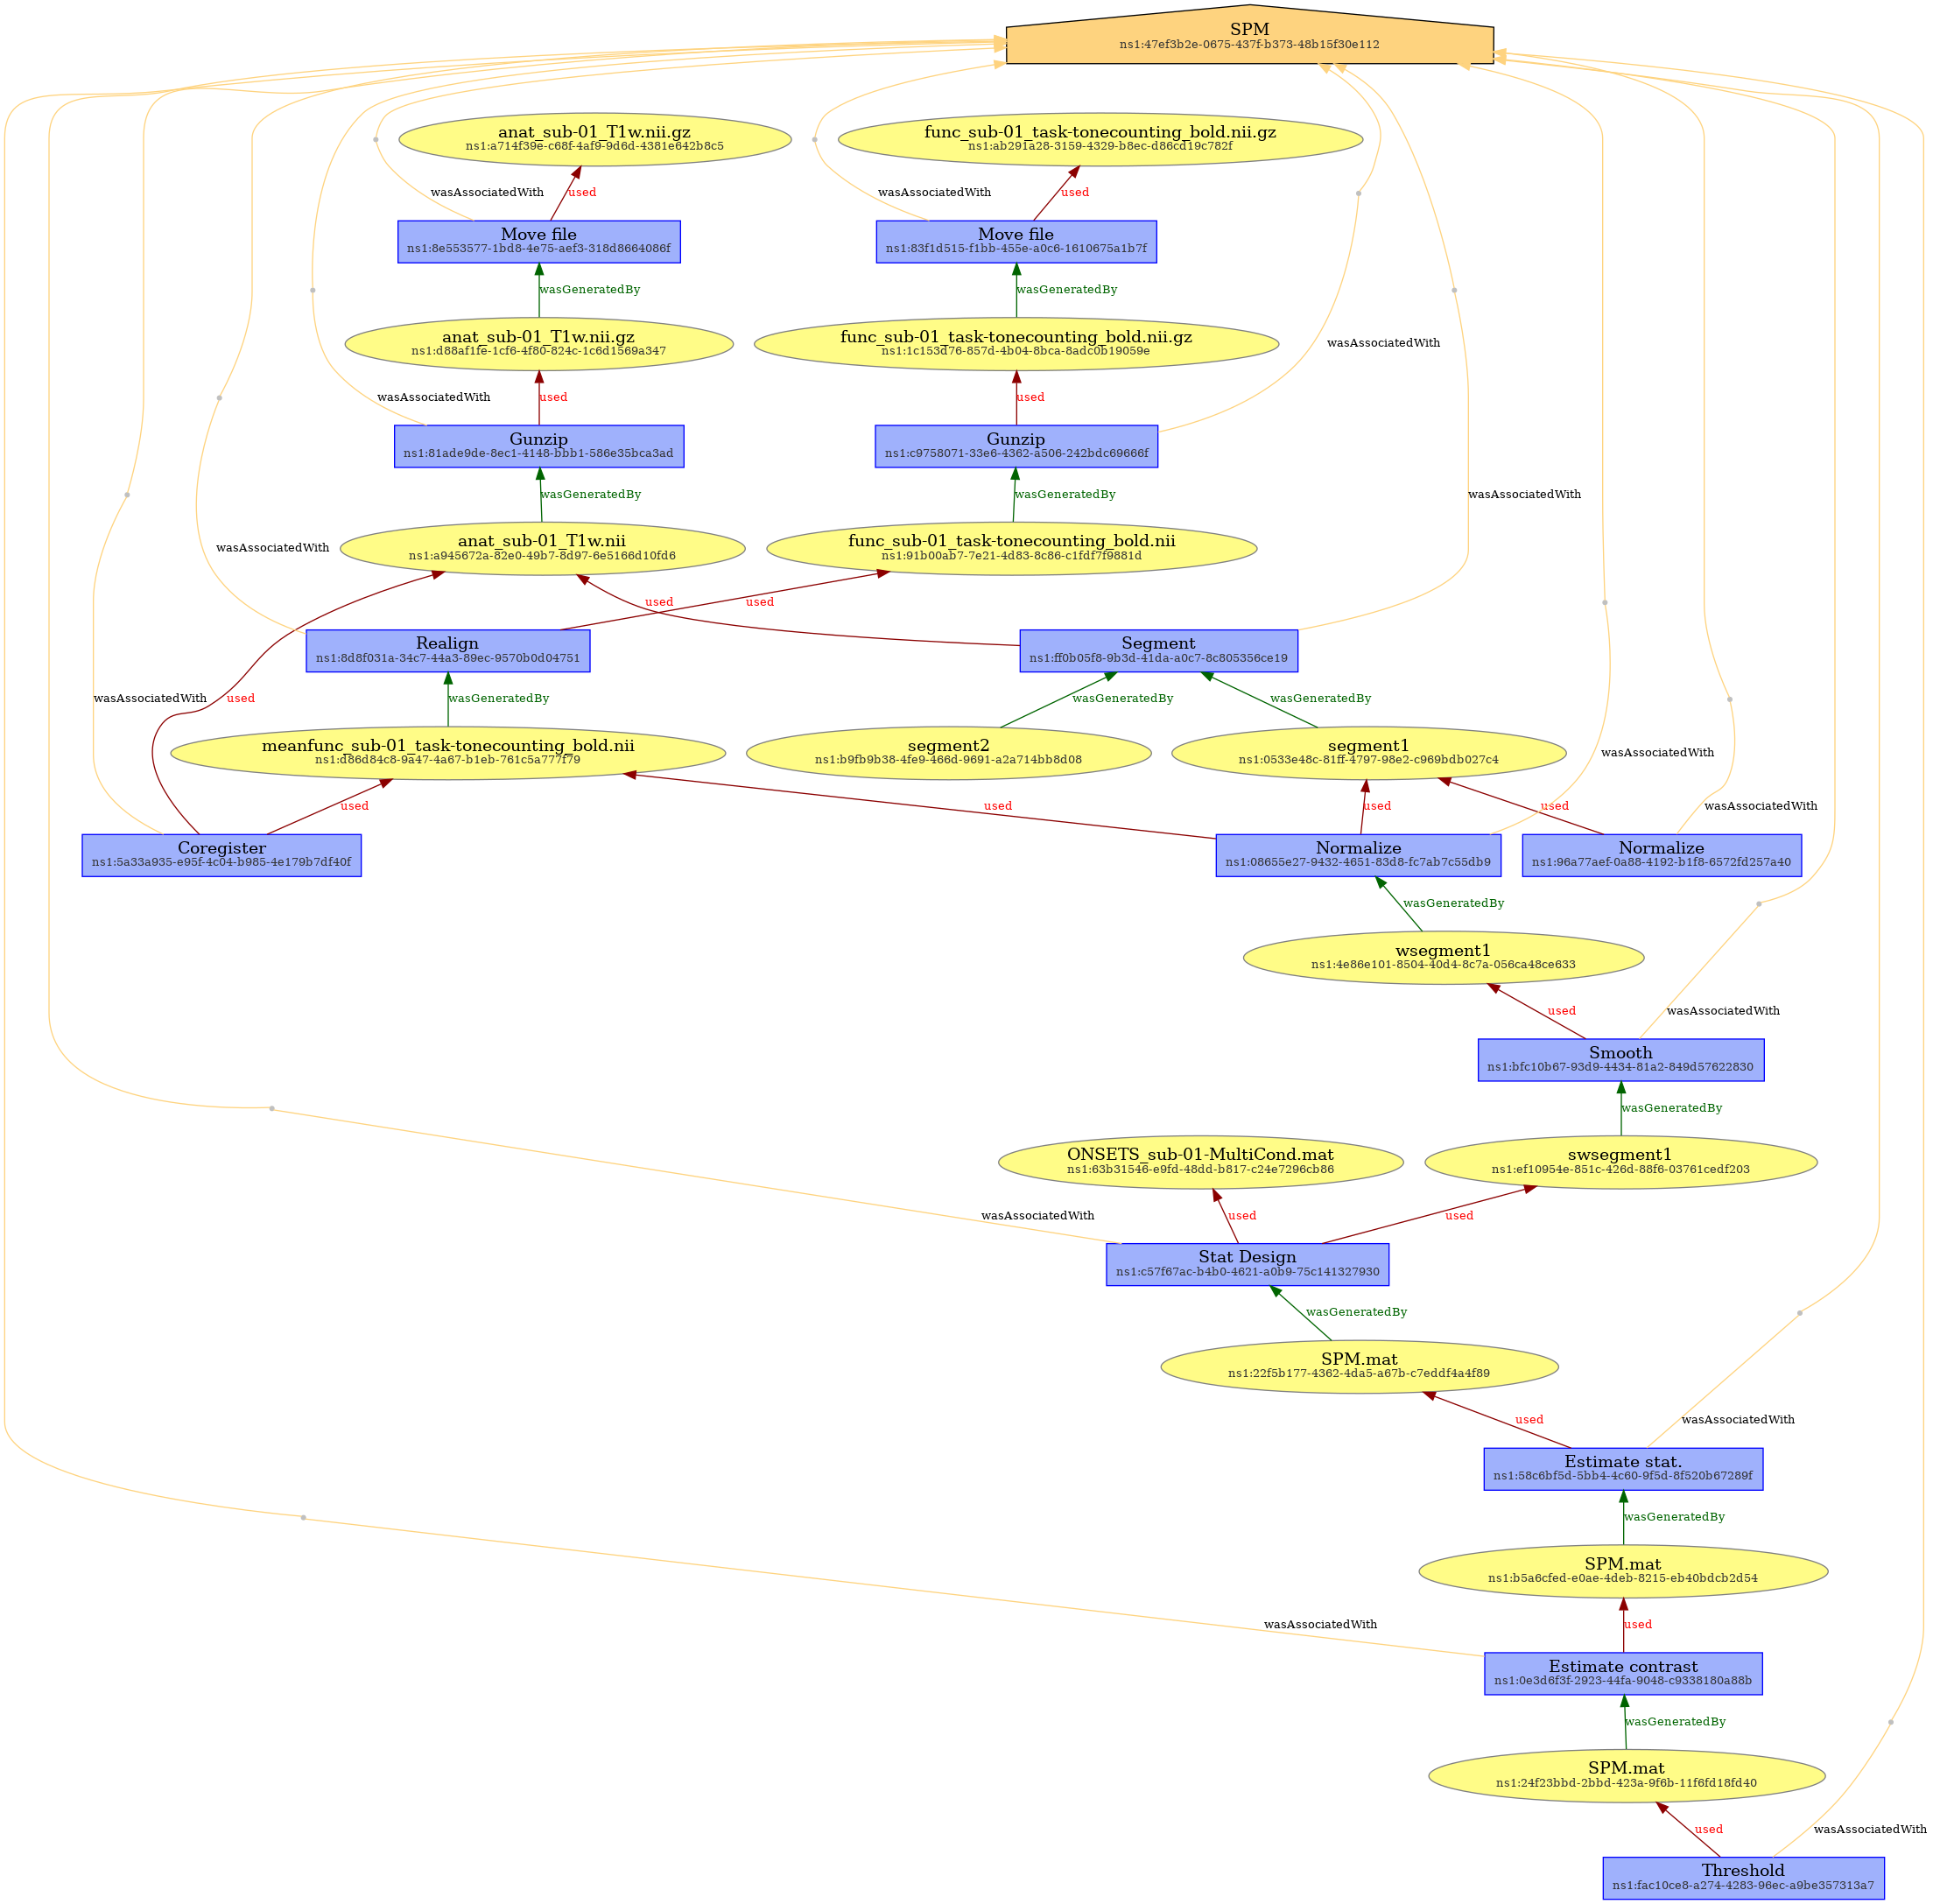 SPM
ns1:47ef3b2e-0675-437f-b373-48b15f30e112
anat_sub-01_T1w.nii.gz
ns1:a714f39e-c68f-4af9-9d6d-4381e642b8c5
func_sub-01_task-tonecounting_bold.nii.gz
ns1:ab291a28-3159-4329-b8ec-d86cd19c782f
wasAssociatedWith
used
wasAssociatedWith
used
Move file
ns1:8e553577-1bd8-4e75-aef3-318d8664086f
Move file
ns1:83f1d515-f1bb-455e-a0c6-1610675a1b7f
wasGeneratedBy
wasGeneratedBy
anat_sub-01_T1w.nii.gz
ns1:d88af1fe-1cf6-4f80-824c-1c6d1569a347
func_sub-01_task-tonecounting_bold.nii.gz
ns1:1c153d76-857d-4b04-8bca-8adc0b19059e
wasAssociatedWith
wasAssociatedWith
used
used
Gunzip
ns1:81ade9de-8ec1-4148-bbb1-586e35bca3ad
Gunzip
ns1:c9758071-33e6-4362-a506-242bdc69666f
wasGeneratedBy
wasGeneratedBy
wasAssociatedWith
anat_sub-01_T1w.nii
ns1:a945672a-82e0-49b7-8d97-6e5166d10fd6
func_sub-01_task-tonecounting_bold.nii
ns1:91b00ab7-7e21-4d83-8c86-c1fdf7f9881d
wasAssociatedWith
used
used
Realign
ns1:8d8f031a-34c7-44a3-89ec-9570b0d04751
Segment
ns1:ff0b05f8-9b3d-41da-a0c7-8c805356ce19
wasAssociatedWith
used
wasGeneratedBy
wasGeneratedBy
wasGeneratedBy
meanfunc_sub-01_task-tonecounting_bold.nii
ns1:d86d84c8-9a47-4a67-b1eb-761c5a777f79
segment2
ns1:b9fb9b38-4fe9-466d-9691-a2a714bb8d08
segment1
ns1:0533e48c-81ff-4797-98e2-c969bdb027c4
wasAssociatedWith
used
used
used
used
wasAssociatedWith
Coregister
ns1:5a33a935-e95f-4c04-b985-4e179b7df40f
Normalize
ns1:08655e27-9432-4651-83d8-fc7ab7c55db9
Normalize
ns1:96a77aef-0a88-4192-b1f8-6572fd257a40
wasGeneratedBy
wsegment1
ns1:4e86e101-8504-40d4-8c7a-056ca48ce633
used
wasAssociatedWith
Smooth
ns1:bfc10b67-93d9-4434-81a2-849d57622830
wasGeneratedBy
ONSETS_sub-01-MultiCond.mat
ns1:63b31546-e9fd-48dd-b817-c24e7296cb86
swsegment1
ns1:ef10954e-851c-426d-88f6-03761cedf203
wasAssociatedWith
used
used
Stat Design
ns1:c57f67ac-b4b0-4621-a0b9-75c141327930
wasGeneratedBy
SPM.mat
ns1:22f5b177-4362-4da5-a67b-c7eddf4a4f89
used
wasAssociatedWith
Estimate stat.
ns1:58c6bf5d-5bb4-4c60-9f5d-8f520b67289f
wasGeneratedBy
SPM.mat
ns1:b5a6cfed-e0ae-4deb-8215-eb40bdcb2d54
wasAssociatedWith
used
Estimate contrast
ns1:0e3d6f3f-2923-44fa-9048-c9338180a88b
wasGeneratedBy
SPM.mat
ns1:24f23bbd-2bbd-423a-9f6b-11f6fd18fd40
used
wasAssociatedWith
Threshold
ns1:fac10ce8-a274-4283-96ec-a9be357313a7